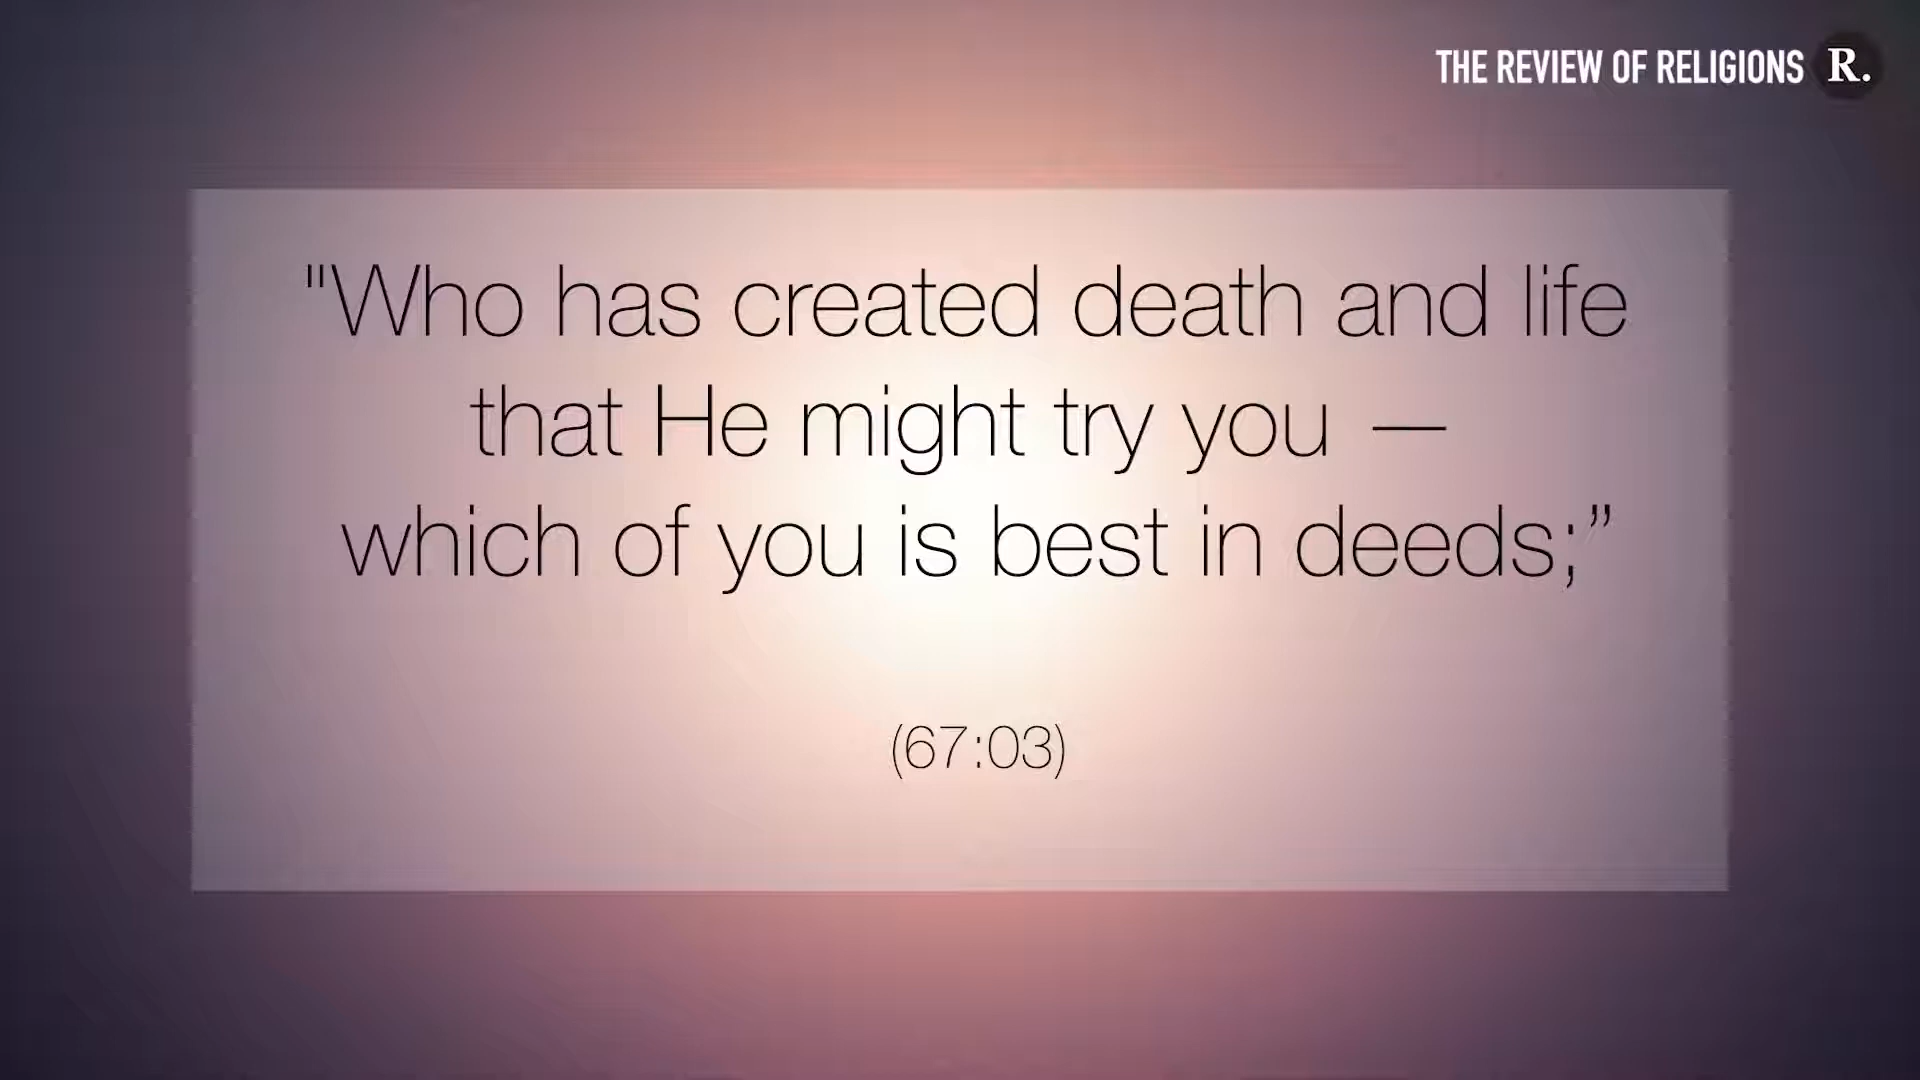 THE REVIEW OF RELIGIONS R.
"Who has created death and life
that He might try you —
which of you is best in deeds;”
(67:03)